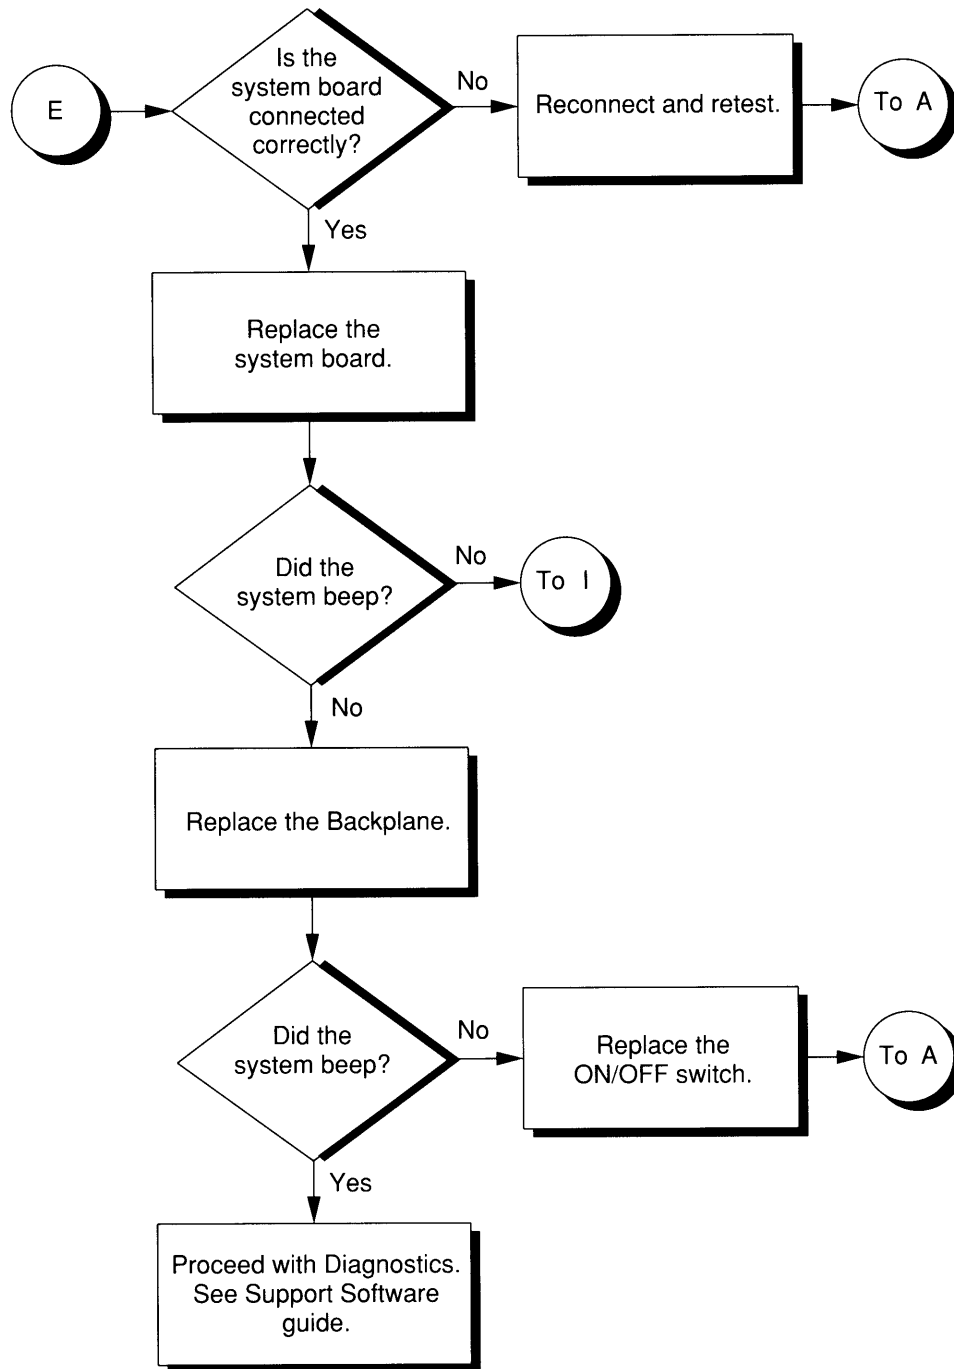 E
Is the
system board
connected
correctly?
No
Reconnect and retest.
To A
Yes
Replace the
system board.
Did the
system beep?
No
To I
No
Replace the Backplane.
Did the
system beep?
No
Replace the
ON/OFF switch.
To A
Yes
Proceed with Diagnostics.
See Support Software
guide.